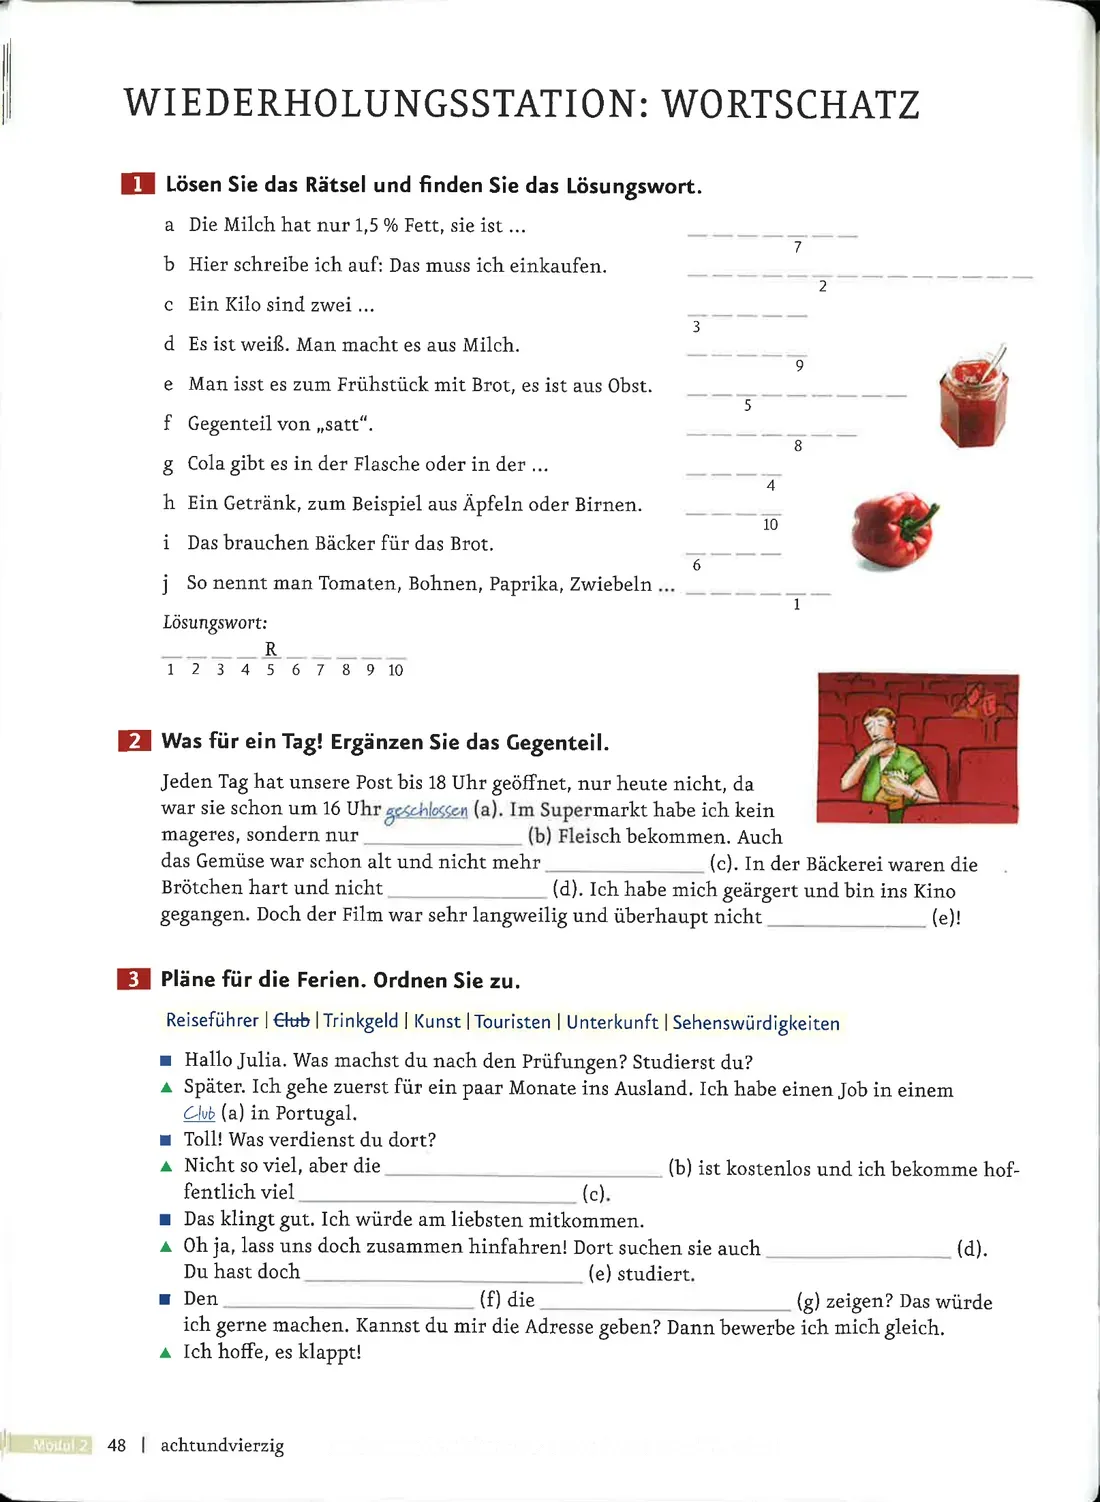 WIEDERHOLUNGSSTATION: WORTSCHATZ
1 Lösen Sie das Rätsel und finden Sie das Lösungswort.
a Die Milch hat nur 1,5 % Fett, sie ist ... _ _ _ _ _ _ _
7
b Hier schreibe ich auf: Das muss ich einkaufen. _ _ _ _ _ _ _ _ _ _ _ _ _ _
2
c Ein Kilo sind zwei ... _ _ _ _ _
3
d Es ist weiß. Man macht es aus Milch. _ _ _ _ _
9
e Man isst es zum Frühstück mit Brot, es ist aus Obst. _ _ _ _ _ _ _ _ _
5
f Gegenteil von „satt“. _ _ _ _ _ _ _
8
g Cola gibt es in der Flasche oder in der ... _ _ _ _
4
h Ein Getränk, zum Beispiel aus Äpfeln oder Birnen. _ _ _ _
10
i Das brauchen Bäcker für das Brot. _ _ _ _
6
j So nennt man Tomaten, Bohnen, Paprika, Zwiebeln ... _ _ _ _ _ _
1
Lösungswort:
_ _ _ _ R _ _ _ _ _
1 2 3 4 5 6 7 8 9 10
2 Was für ein Tag! Ergänzen Sie das Gegenteil.
Jeden Tag hat unsere Post bis 18 Uhr geöffnet, nur heute nicht, da
war sie schon um 16 Uhr geschlossen (a). Im Supermarkt habe ich kein
mageres, sondern nur ______________ (b) Fleisch bekommen. Auch
das Gemüse war schon alt und nicht mehr ______________ (c). In der Bäckerei waren die
Brötchen hart und nicht ______________ (d). Ich habe mich geärgert und bin ins Kino
gegangen. Doch der Film war sehr langweilig und überhaupt nicht ______________ (e)!
3 Pläne für die Ferien. Ordnen Sie zu.
Reiseführer | Club | Trinkgeld | Kunst | Touristen | Unterkunft | Sehenswürdigkeiten
■ Hallo Julia. Was machst du nach den Prüfungen? Studierst du?
▲ Später. Ich gehe zuerst für ein paar Monate ins Ausland. Ich habe einen Job in einem
Club (a) in Portugal.
■ Toll! Was verdienst du dort?
▲ Nicht so viel, aber die ________________________ (b) ist kostenlos und ich bekomme hof-
fentlich viel ________________________ (c).
■ Das klingt gut. Ich würde am liebsten mitkommen.
▲ Oh ja, lass uns doch zusammen hinfahren! Dort suchen sie auch ________________ (d).
Du hast doch ________________________ (e) studiert.
■ Den ______________________ (f) die ______________________ (g) zeigen? Das würde
ich gerne machen. Kannst du mir die Adresse geben? Dann bewerbe ich mich gleich.
▲ Ich hoffe, es klappt!
Modul 2 48 | achtundvierzig